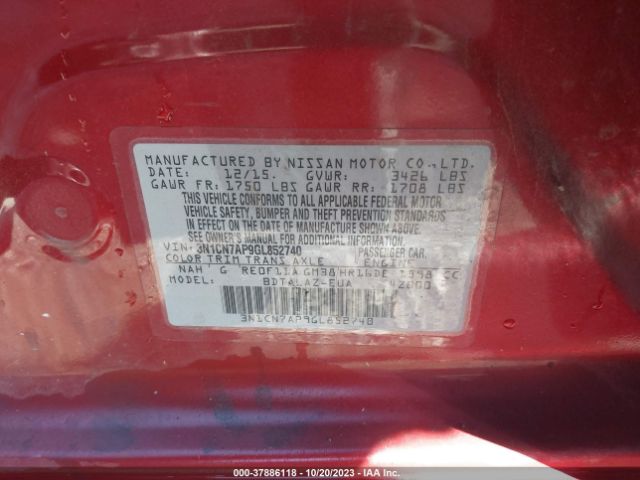 MANUFACTURED BY NISSAN MOTOR CO.,LTD.
DATE: 12/15. GVWR: 3426 LBS
GAWR FR: 1750 LBS GAWR RR: 1708 LBS
THIS VEHICLE CONFORMS TO ALL APPLICABLE FEDERAL MOTOR
VEHICLE SAFETY, BUMPER AND THEFT PREVENTION STANDARDS
IN EFFECT ON THE DATE OF MANUFACTURE SHOWN ABOVE.
SEE OWNER'S MANUAL FOR ADDITIONAL INFORMATION.
VIN: 3N1CN7AP9GL852740 PASSENGER CAR.
COLOR TRIM TRANS AXLE ENGINE
NAH G RE0F11A GM38 HR16DE 1598 CC
MODEL: BDTALAZ-EUA 42000
3N1CN7AP9GL852740
000-37886118 | 10/20/2023 | IAA Inc.